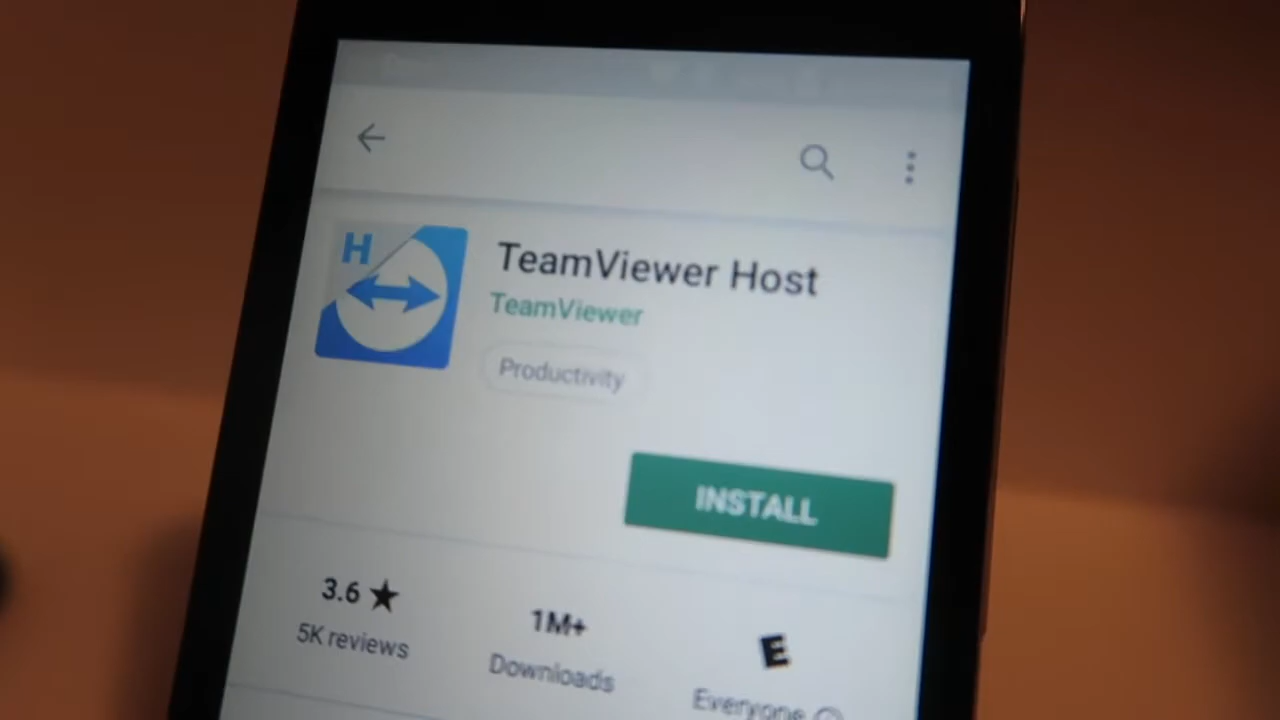 H
TeamViewer Host
TeamViewer
Productivity
INSTALL
3.6 ★
5K reviews
1M+
Downloads
E
Everyone